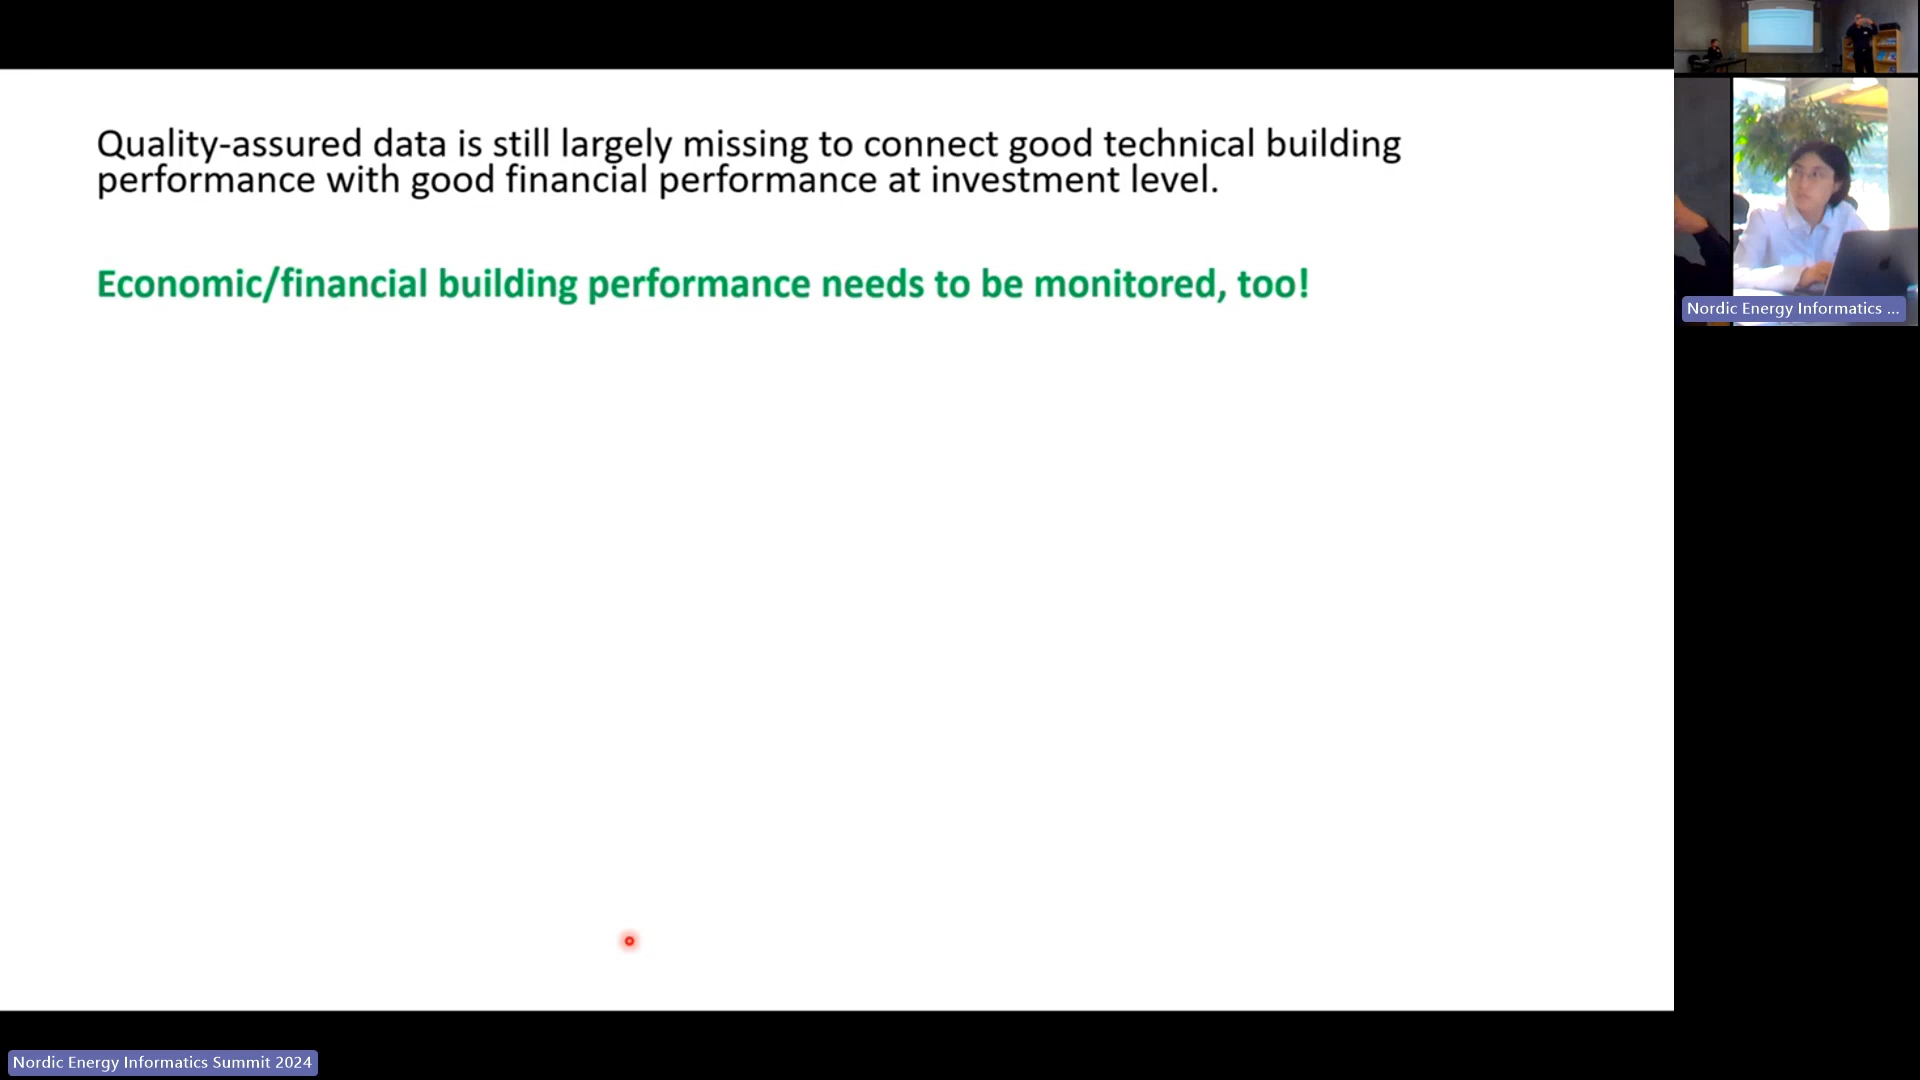 Quality-assured data is still largely missing to connect good technical building
performance with good financial performance at investment level.
Economic/financial building performance needs to be monitored, too!
Nordic Energy Informatics ...
Nordic Energy Informatics Summit 2024